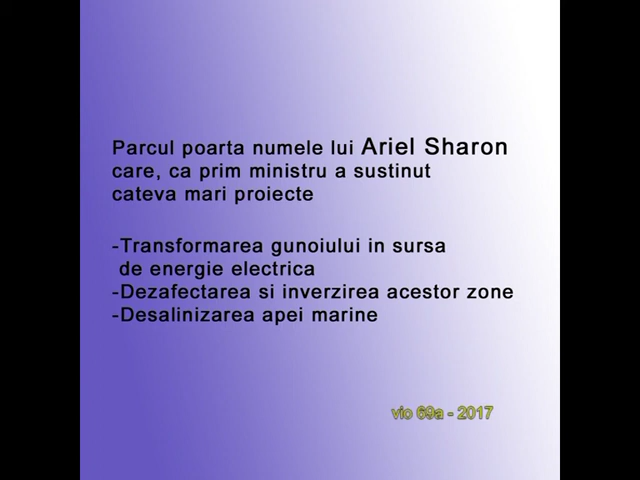 Parcul poarta numele lui Ariel Sharon
care, ca prim ministru a sustinut
cateva mari proiecte
-Transformarea gunoiului in sursa
de energie electrica
-Dezafectarea si inverzirea acestor zone
-Desalinizarea apei marine
vio 69a - 2017